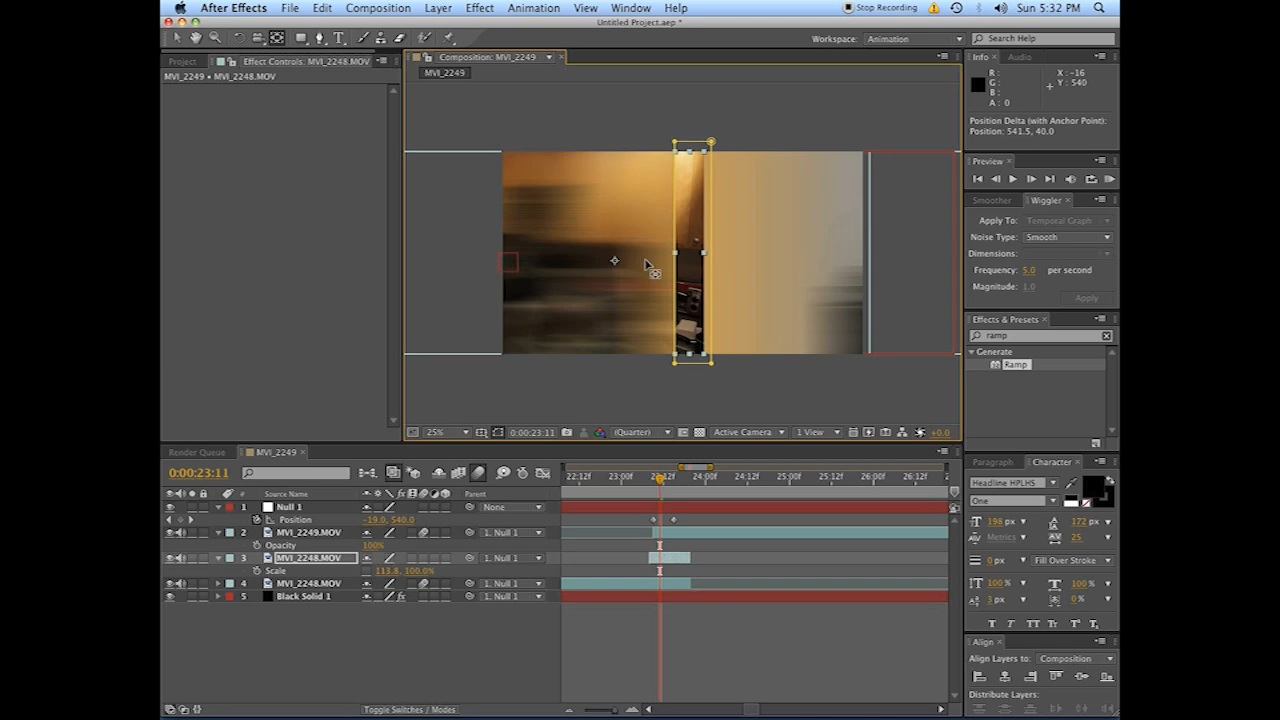 After Effects File Edit Composition Layer Effect Animation View Window Help Stop Recording Sun 5:32 PM
Untitled Project.aep *
Workspace: Animation Search Help
Project Effect Controls: MVI_2248.MOV Composition: MVI_2249 Info Audio
MVI_2249 • MVI_2248.MOV MVI_2249
R: X: -16
G: Y: 540
B:
A: 0
Position Delta (with Anchor Point):
Position: 541.5, 40.0
Preview
Smoother Wiggler
Apply To: Temporal Graph
Noise Type: Smooth
Dimensions:
Frequency: 5.0 per second
Magnitude: 1.0
Apply
Effects & Presets
ramp
Generate
Ramp
25% 0:00:23:11 (Quarter) Active Camera 1 View +0.0
Render Queue MVI_2249
0:00:23:11
22:12f 23:00f 23:12f 24:00f 24:12f 25:00f 25:12f 26:00f 26:12f
# Source Name Parent
1 Null 1 None
Position -19.0, 540.0
2 MVI_2249.MOV 1. Null 1
Opacity 100%
3 MVI_2248.MOV 1. Null 1
Scale 113.8, 100.0%
4 MVI_2248.MOV 1. Null 1
5 Black Solid 1 1. Null 1
Toggle Switches / Modes
Paragraph Character
Headline HPLHS
One
198 px 172 px
Metrics 25
0 px Fill Over Stroke
100 % 100 %
3 px 0 %
T T TT Tr T T
Align
Align Layers to: Composition
Distribute Layers: